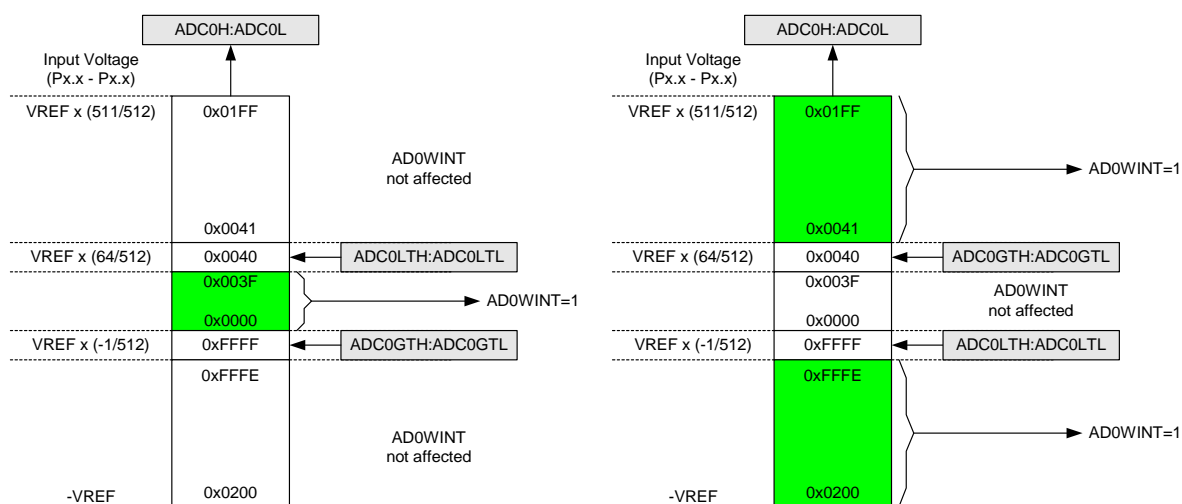 ADC0H:ADC0L
Input Voltage
(Px.x - Px.x)
VREF x (511/512)
0x01FF
AD0WINT
not affected
0x0041
VREF x (64/512)
0x0040
ADC0LTH:ADC0LTL
0x003F
AD0WINT=1
0x0000
VREF x (-1/512)
0xFFFF
ADC0GTH:ADC0GTL
0xFFFE
AD0WINT
not affected
-VREF
0x0200
ADC0H:ADC0L
Input Voltage
(Px.x - Px.x)
VREF x (511/512)
0x01FF
AD0WINT=1
0x0041
VREF x (64/512)
0x0040
ADC0GTH:ADC0GTL
0x003F
AD0WINT
not affected
0x0000
VREF x (-1/512)
0xFFFF
ADC0LTH:ADC0LTL
0xFFFE
AD0WINT=1
-VREF
0x0200